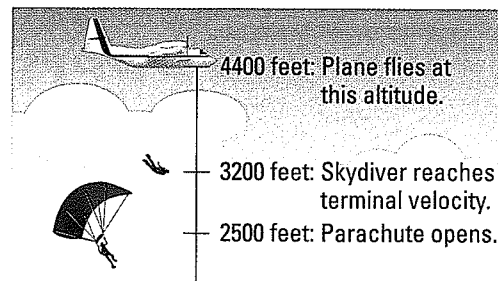 4400 feet: Plane flies at
this altitude.
3200 feet: Skydiver reaches
terminal velocity.
2500 feet: Parachute opens.